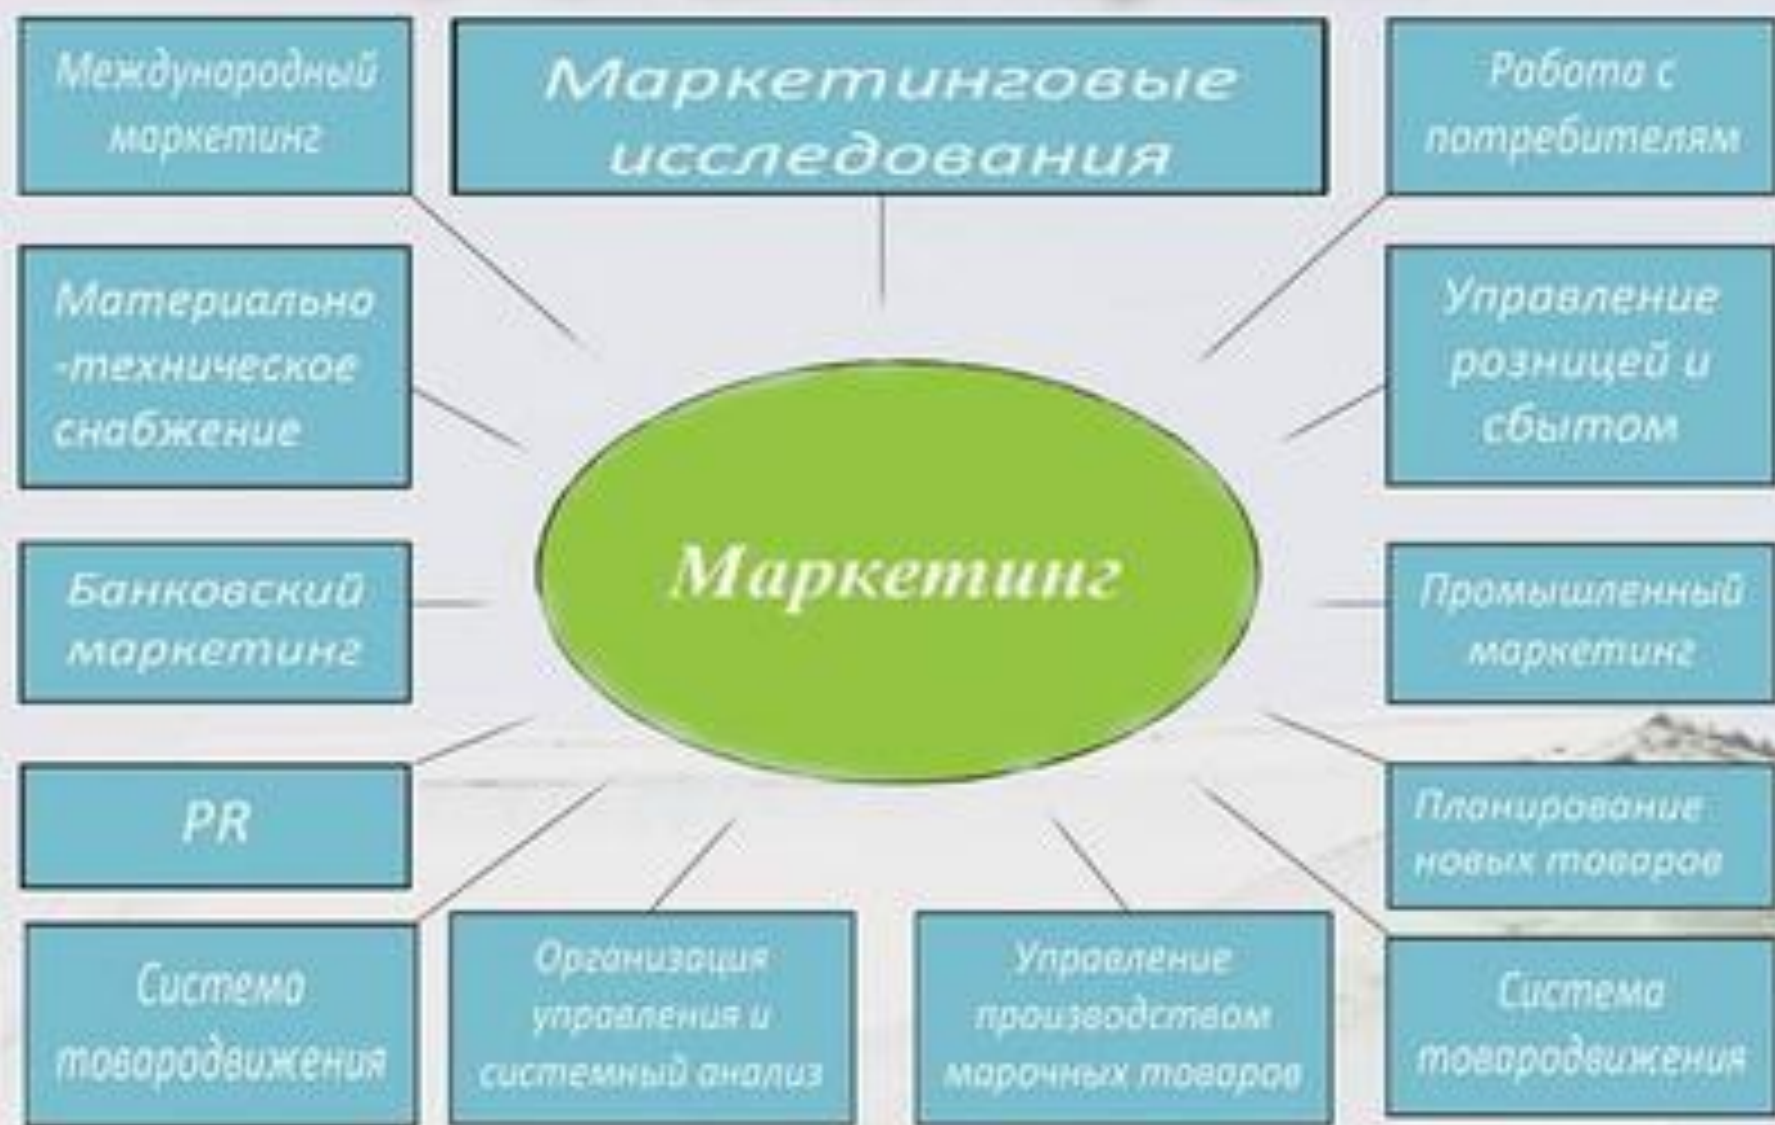 Международный
маркетинг
Маркетинговые
исследования
Работа с
потребителям
Материально
-техническое
снабжение
Управление
розницей и
сбытом
Маркетинг
Банковский
маркетинг
Промышленный
маркетинг
PR
Планирование
новых товаров
Система
товародвижения
Организация
управления и
системный анализ
Управление
производством
марочных товаров
Система
товародвижения